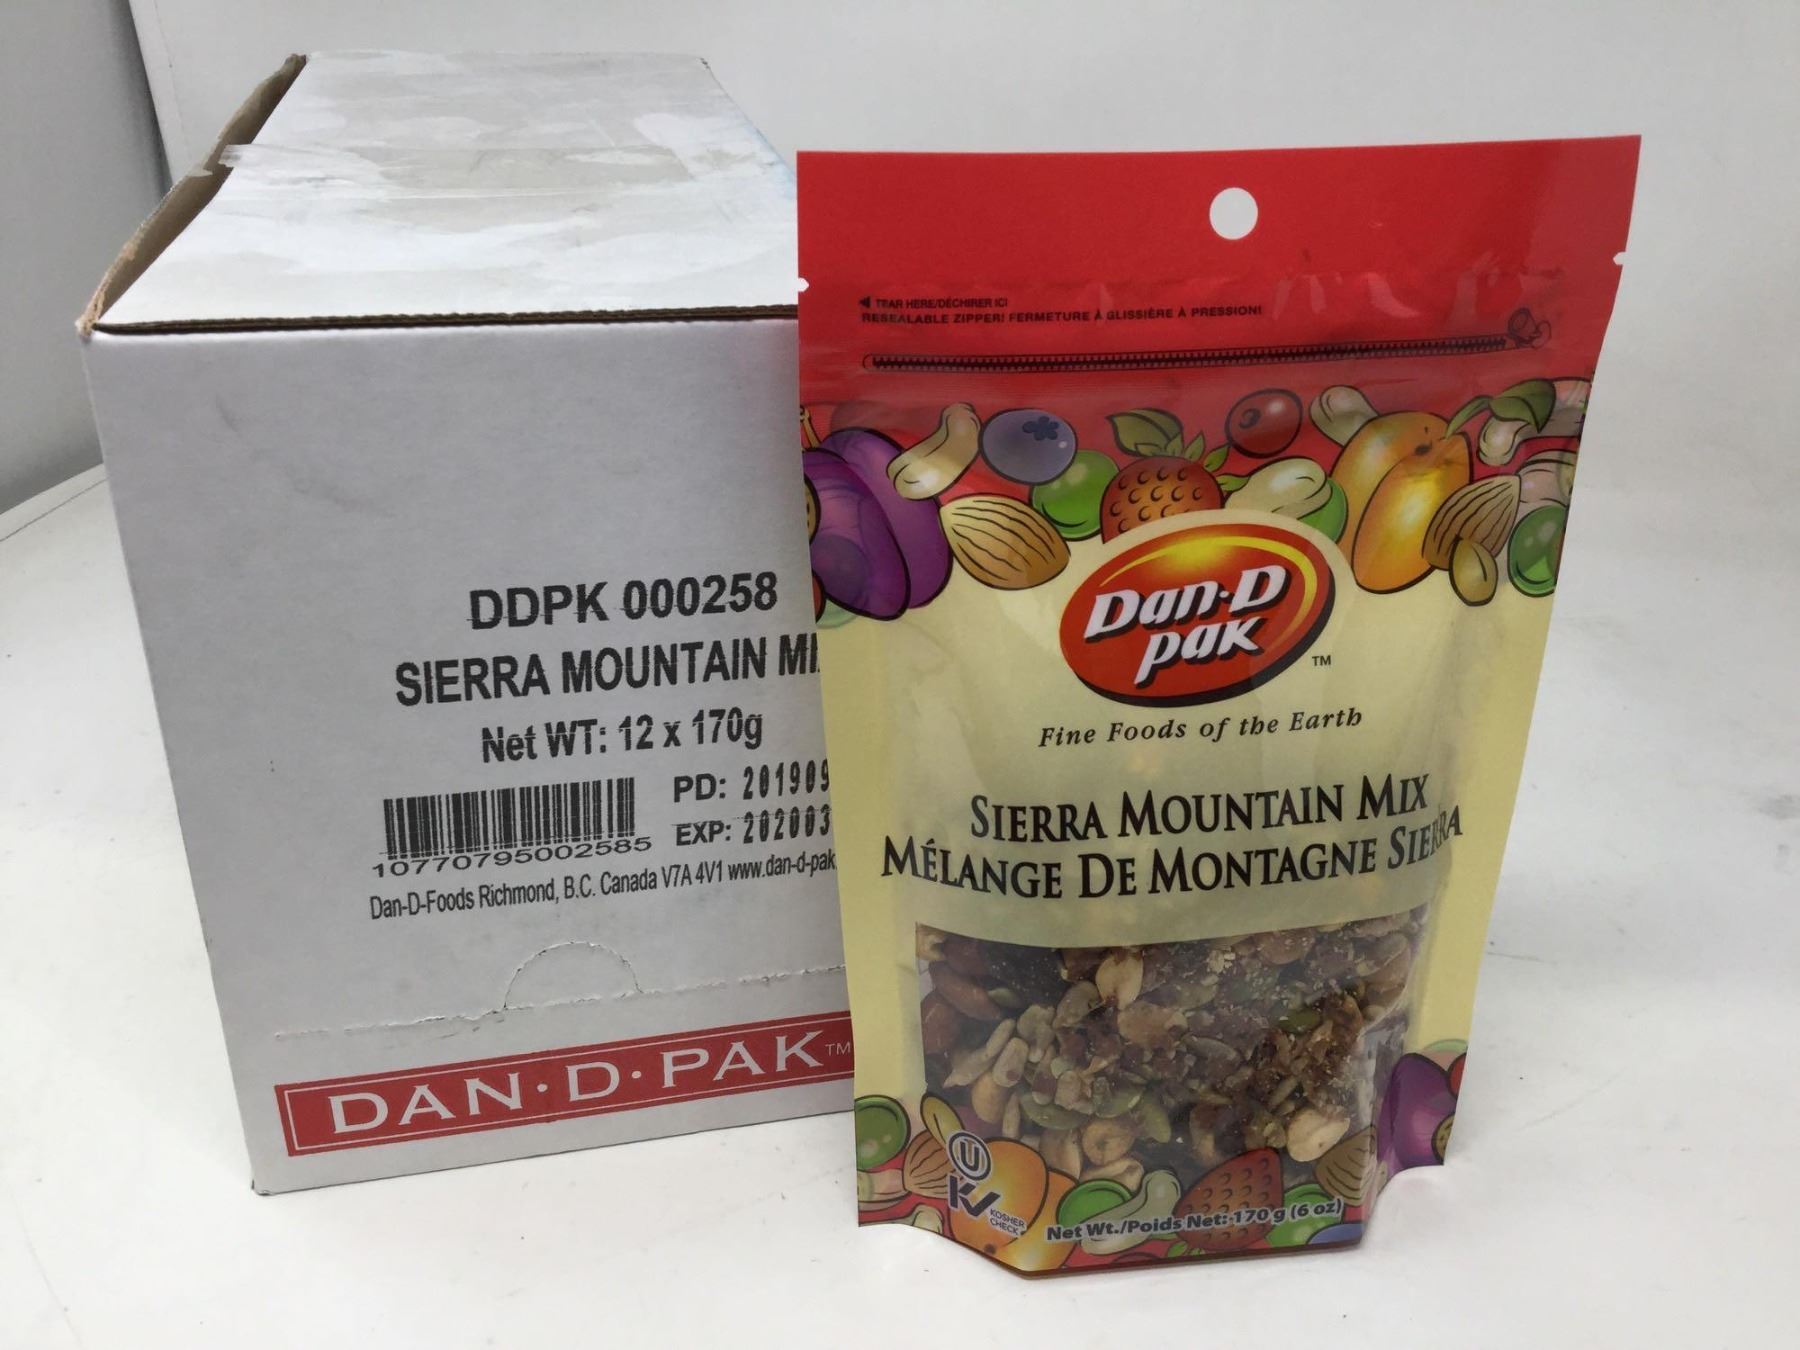 DDPK 000258
SIERRA MOUNTAIN MI
Net WT: 12 x 170g
PD: 201909
EXP: 202003
10770795002585
Dan-D-Foods Richmond, B.C. Canada V7A 4V1 www.dan-d-pak
DAN·D·PAK™
TEAR HERE/DÉCHIRER ICI
RESEALABLE ZIPPER! FERMETURE À GLISSIÈRE À PRESSION!
Dan·D
pak
™
Fine Foods of the Earth
SIERRA MOUNTAIN MIX
MÉLANGE DE MONTAGNE SIERRA
U
KV
KOSHER
CHECK
Net Wt./Poids Net: 170 g (6 oz)